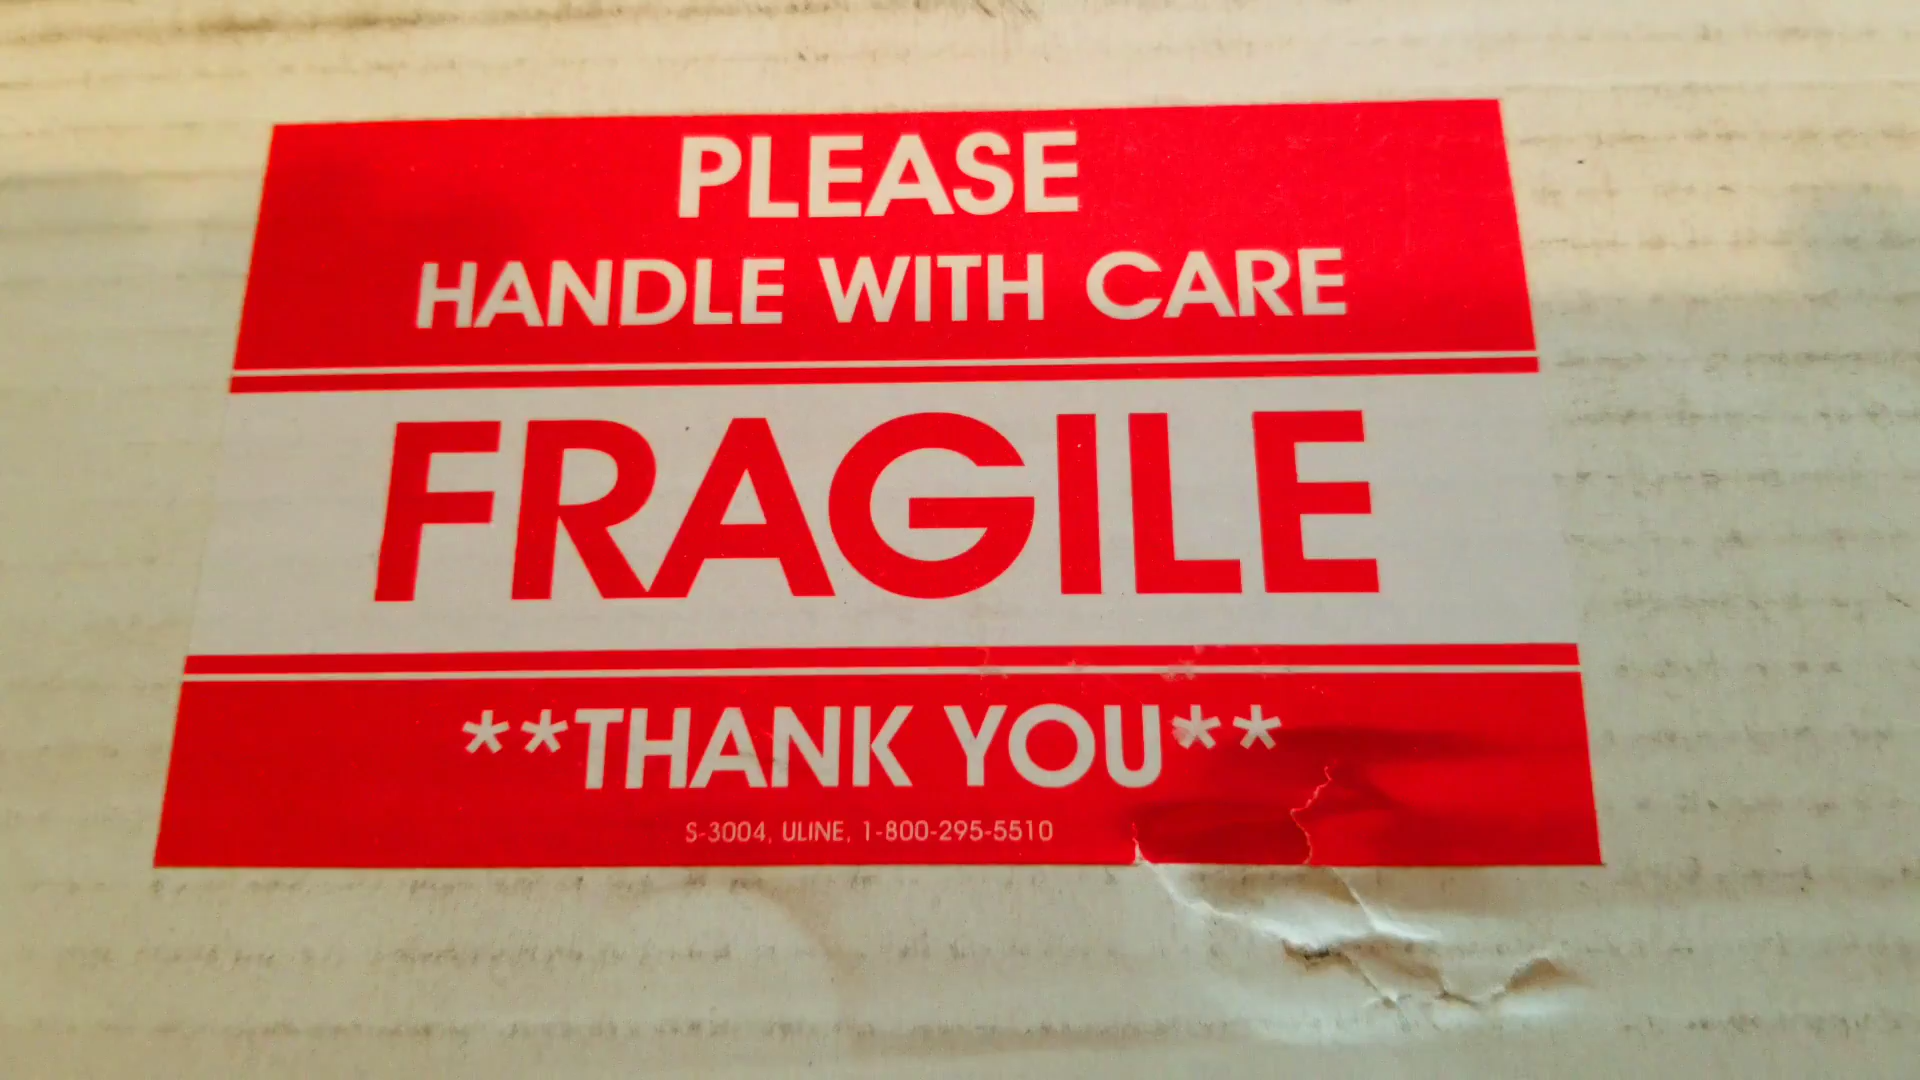 PLEASE
HANDLE WITH CARE
FRAGILE
**THANK YOU**
S-3004, ULINE, 1-800-295-5510